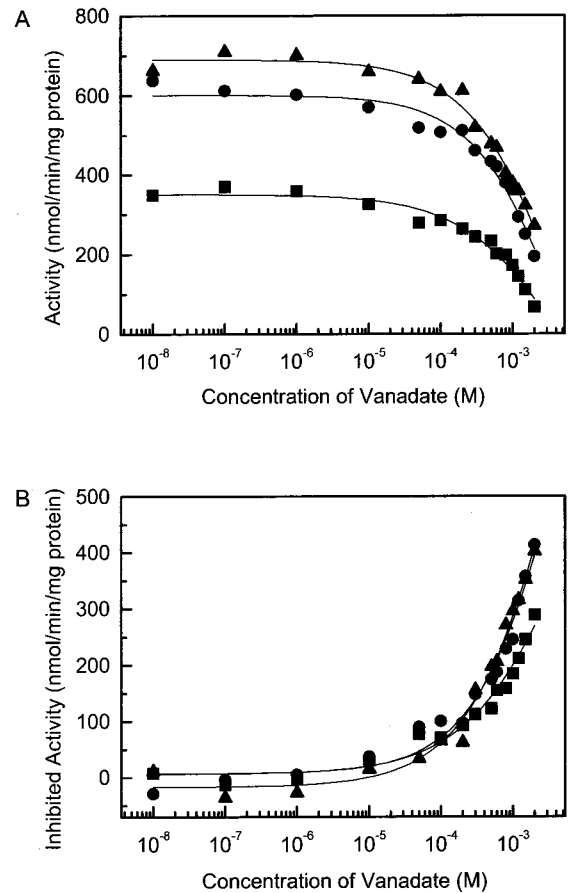 A
Activity (nmol/min/mg protein)
800
600
400
200
0
10⁻⁸ 10⁻⁷ 10⁻⁶ 10⁻⁵ 10⁻⁴ 10⁻³
Concentration of Vanadate (M)
B
Inhibited Activity (nmol/min/mg protein)
500
400
300
200
100
0
10⁻⁸ 10⁻⁷ 10⁻⁶ 10⁻⁵ 10⁻⁴ 10⁻³
Concentration of Vanadate (M)